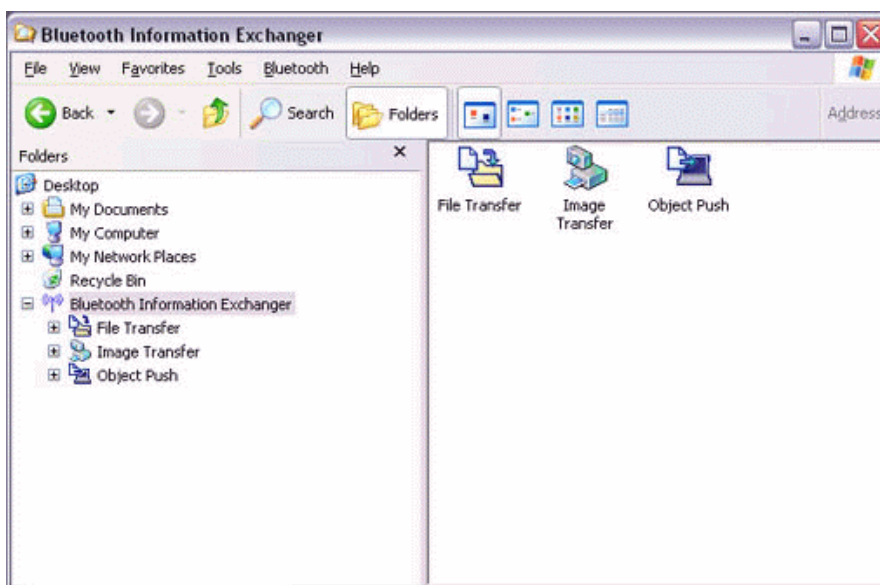 Bluetooth Information Exchanger
File View Favorites Tools Bluetooth Help
Back Search Folders Address
Folders
Desktop
My Documents
My Computer
My Network Places
Recycle Bin
Bluetooth Information Exchanger
File Transfer
Image Transfer
Object Push
File Transfer
Image
Transfer
Object Push